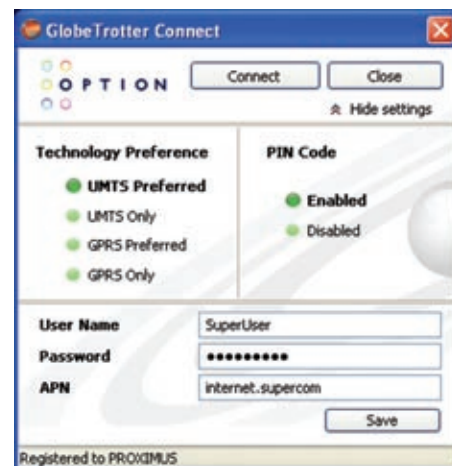 GlobeTrotter Connect
OPTION
Connect
Close
Hide settings
Technology Preference
UMTS Preferred
UMTS Only
GPRS Preferred
GPRS Only
PIN Code
Enabled
Disabled
User Name
SuperUser
Password
●●●●●●●●●
APN
internet.supercom
Save
Registered to PROXIMUS